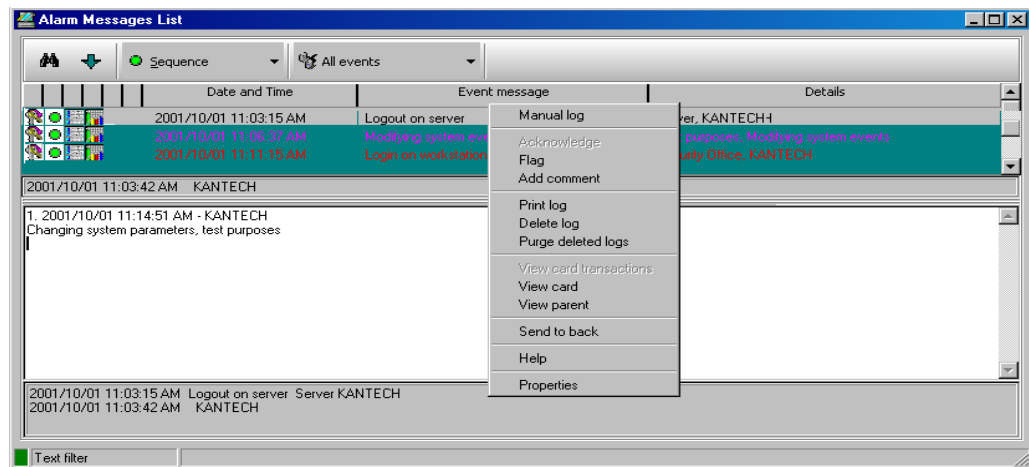 Alarm Messages List
Sequence All events
Date and Time Event message Details
2001/10/01 11:03:15 AM Logout on server ver, KANTECH
2001/10/01 11:06:37 AM Modifying system eve purposes, Modifying system events
2001/10/01 11:11:15 AM Login on workstation urity Office, KANTECH
2001/10/01 11:03:42 AM KANTECH
1. 2001/10/01 11:14:51 AM - KANTECH
Changing system parameters, test purposes
Manual log
Acknowledge
Flag
Add comment
Print log
Delete log
Purge deleted logs
View card transactions
View card
View parent
Send to back
Help
Properties
2001/10/01 11:03:15 AM Logout on server Server KANTECH
2001/10/01 11:03:42 AM KANTECH
Text filter